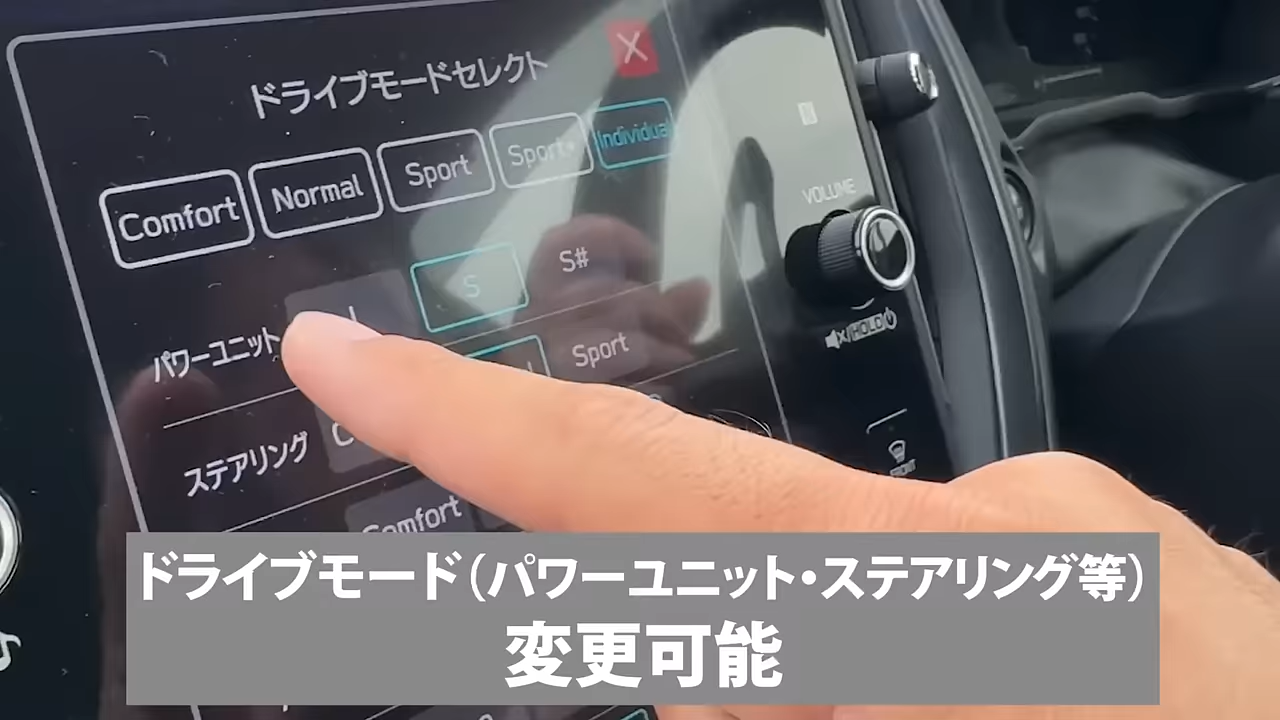 ドライブモードセレクト
Comfort
Normal
Sport
Sport+
Individual
パワーユニット
S
S#
ステアリング
Sport
Comfort
VOLUME
HOLD
ドライブモード(パワーユニット・ステアリング等)
変更可能